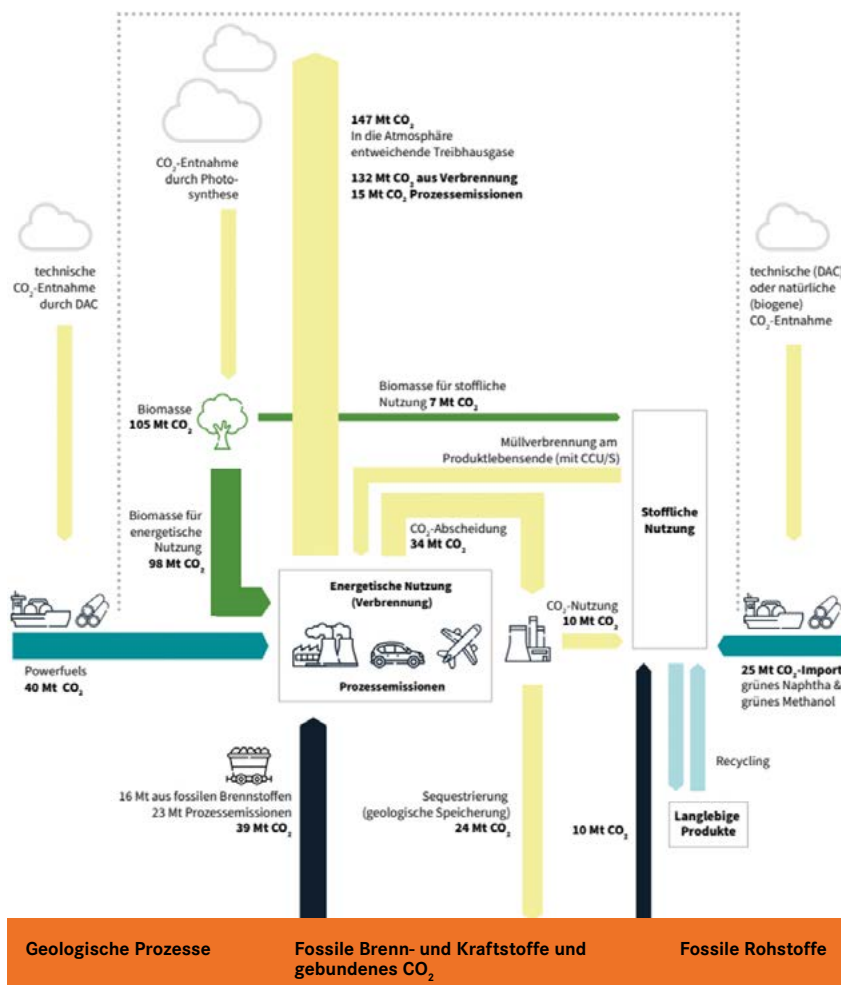 147 Mt CO₂
In die Atmosphäre
entweichende Treibhausgase
132 Mt CO₂ aus Verbrennung
15 Mt CO₂ Prozessemissionen
CO₂-Entnahme
durch Photo-
synthese
technische
CO₂-Entnahme
durch DAC
technische (DAC)
oder natürliche
(biogene)
CO₂-Entnahme
Biomasse für stoffliche
Nutzung 7 Mt CO₂
Biomasse
105 Mt CO₂
Müllverbrennung am
Produktlebensende (mit CCU/S)
Stoffliche
Nutzung
Biomasse für
energetische
Nutzung
98 Mt CO₂
CO₂-Abscheidung
34 Mt CO₂
Energetische Nutzung
(Verbrennung)
Prozessemissionen
CO₂-Nutzung
10 Mt CO₂
Powerfuels
40 Mt CO₂
25 Mt CO₂-Import
grünes Naphtha &
grünes Methanol
16 Mt aus fossilen Brennstoffen
23 Mt Prozessemissionen
39 Mt CO₂
Sequestrierung
(geologische Speicherung)
24 Mt CO₂
10 Mt CO₂
Recycling
Langlebige
Produkte
Geologische Prozesse
Fossile Brenn- und Kraftstoffe und
gebundenes CO₂
Fossile Rohstoffe